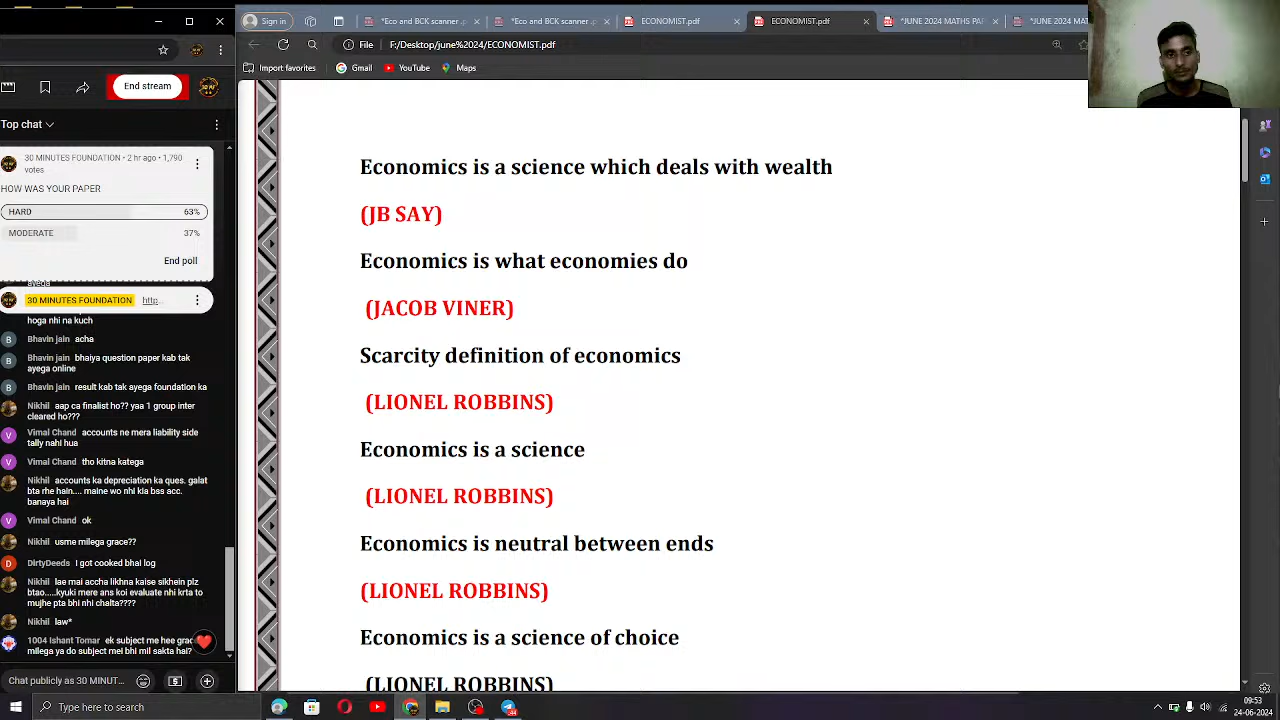 Sign in
*Eco and BCK scanner .p
*Eco BCK scanner .pdf
ECONOMIST.pdf
ECONOMIST.pdf
*JUNE 2024 MATHS PAP
*JUNE 2024 MAT
F:/Desktop/june%2024/ECONOMIST.pdf
Import favorites
Gmail
YouTube
Maps
End stream
Top chat
30 MINUTES FOUNDATION • 2 hr ago • 1,790
votes
HOW WAS YOUR PAPER
HARD 63%
MODERATE 37%
End poll
30 MINUTES FOUNDATION http...
hoga nhi na kuch
Bhavin jain acha
Bhavin jain bhaiya question paper kab tak
ayega online
Bhavin jain result kab tak ayega foundation ka
Nikhil aap ca finalist ho?? yaa 1 group inter
cleared ho???
Vimal Chand accounts ne mera liability side
tally nahi hua
Vimal Chand tho kitna katega
Nikhil accounts ka depreciation ka ques. galat
bta rhe hain.... maine wo nhi kia bas acc.
banaya hai
Vimal Chand ok
Nikhil usme milega grace??
DirtyDeeds i got cooked bhai log
Nikhil lae mai acche answer likhna kaise sikhein plz
btao.....kyuki mere ans koi evaluate nhi krta to
mujhe pta bhi nhi chalta????
Nikhil law*
1004 Ishant Tomar ek subject me hee grac
milega ya do subject mei bhi mil skta hai?
Chat publicly as 30 MINUT...
Economics is a science which deals with wealth
(JB SAY)
Economics is what economies do
(JACOB VINER)
Scarcity definition of economics
(LIONEL ROBBINS)
Economics is a science
(LIONEL ROBBINS)
Economics is neutral between ends
(LIONEL ROBBINS)
Economics is a science of choice
(LIONEL ROBBINS)
Type here to search
09:53
24-06-2024